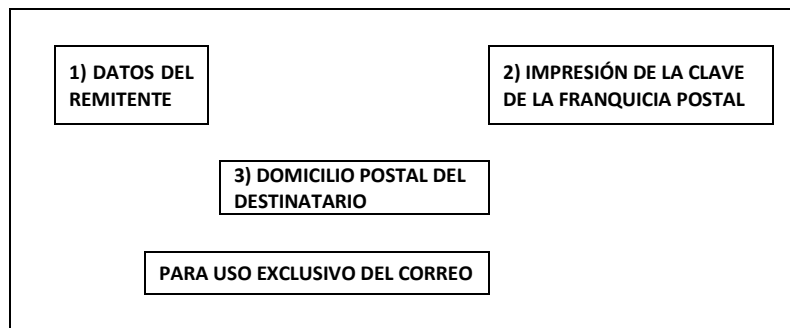 1) DATOS DEL
REMITENTE
2) IMPRESIÓN DE LA CLAVE
DE LA FRANQUICIA POSTAL
3) DOMICILIO POSTAL DEL
DESTINATARIO
PARA USO EXCLUSIVO DEL CORREO